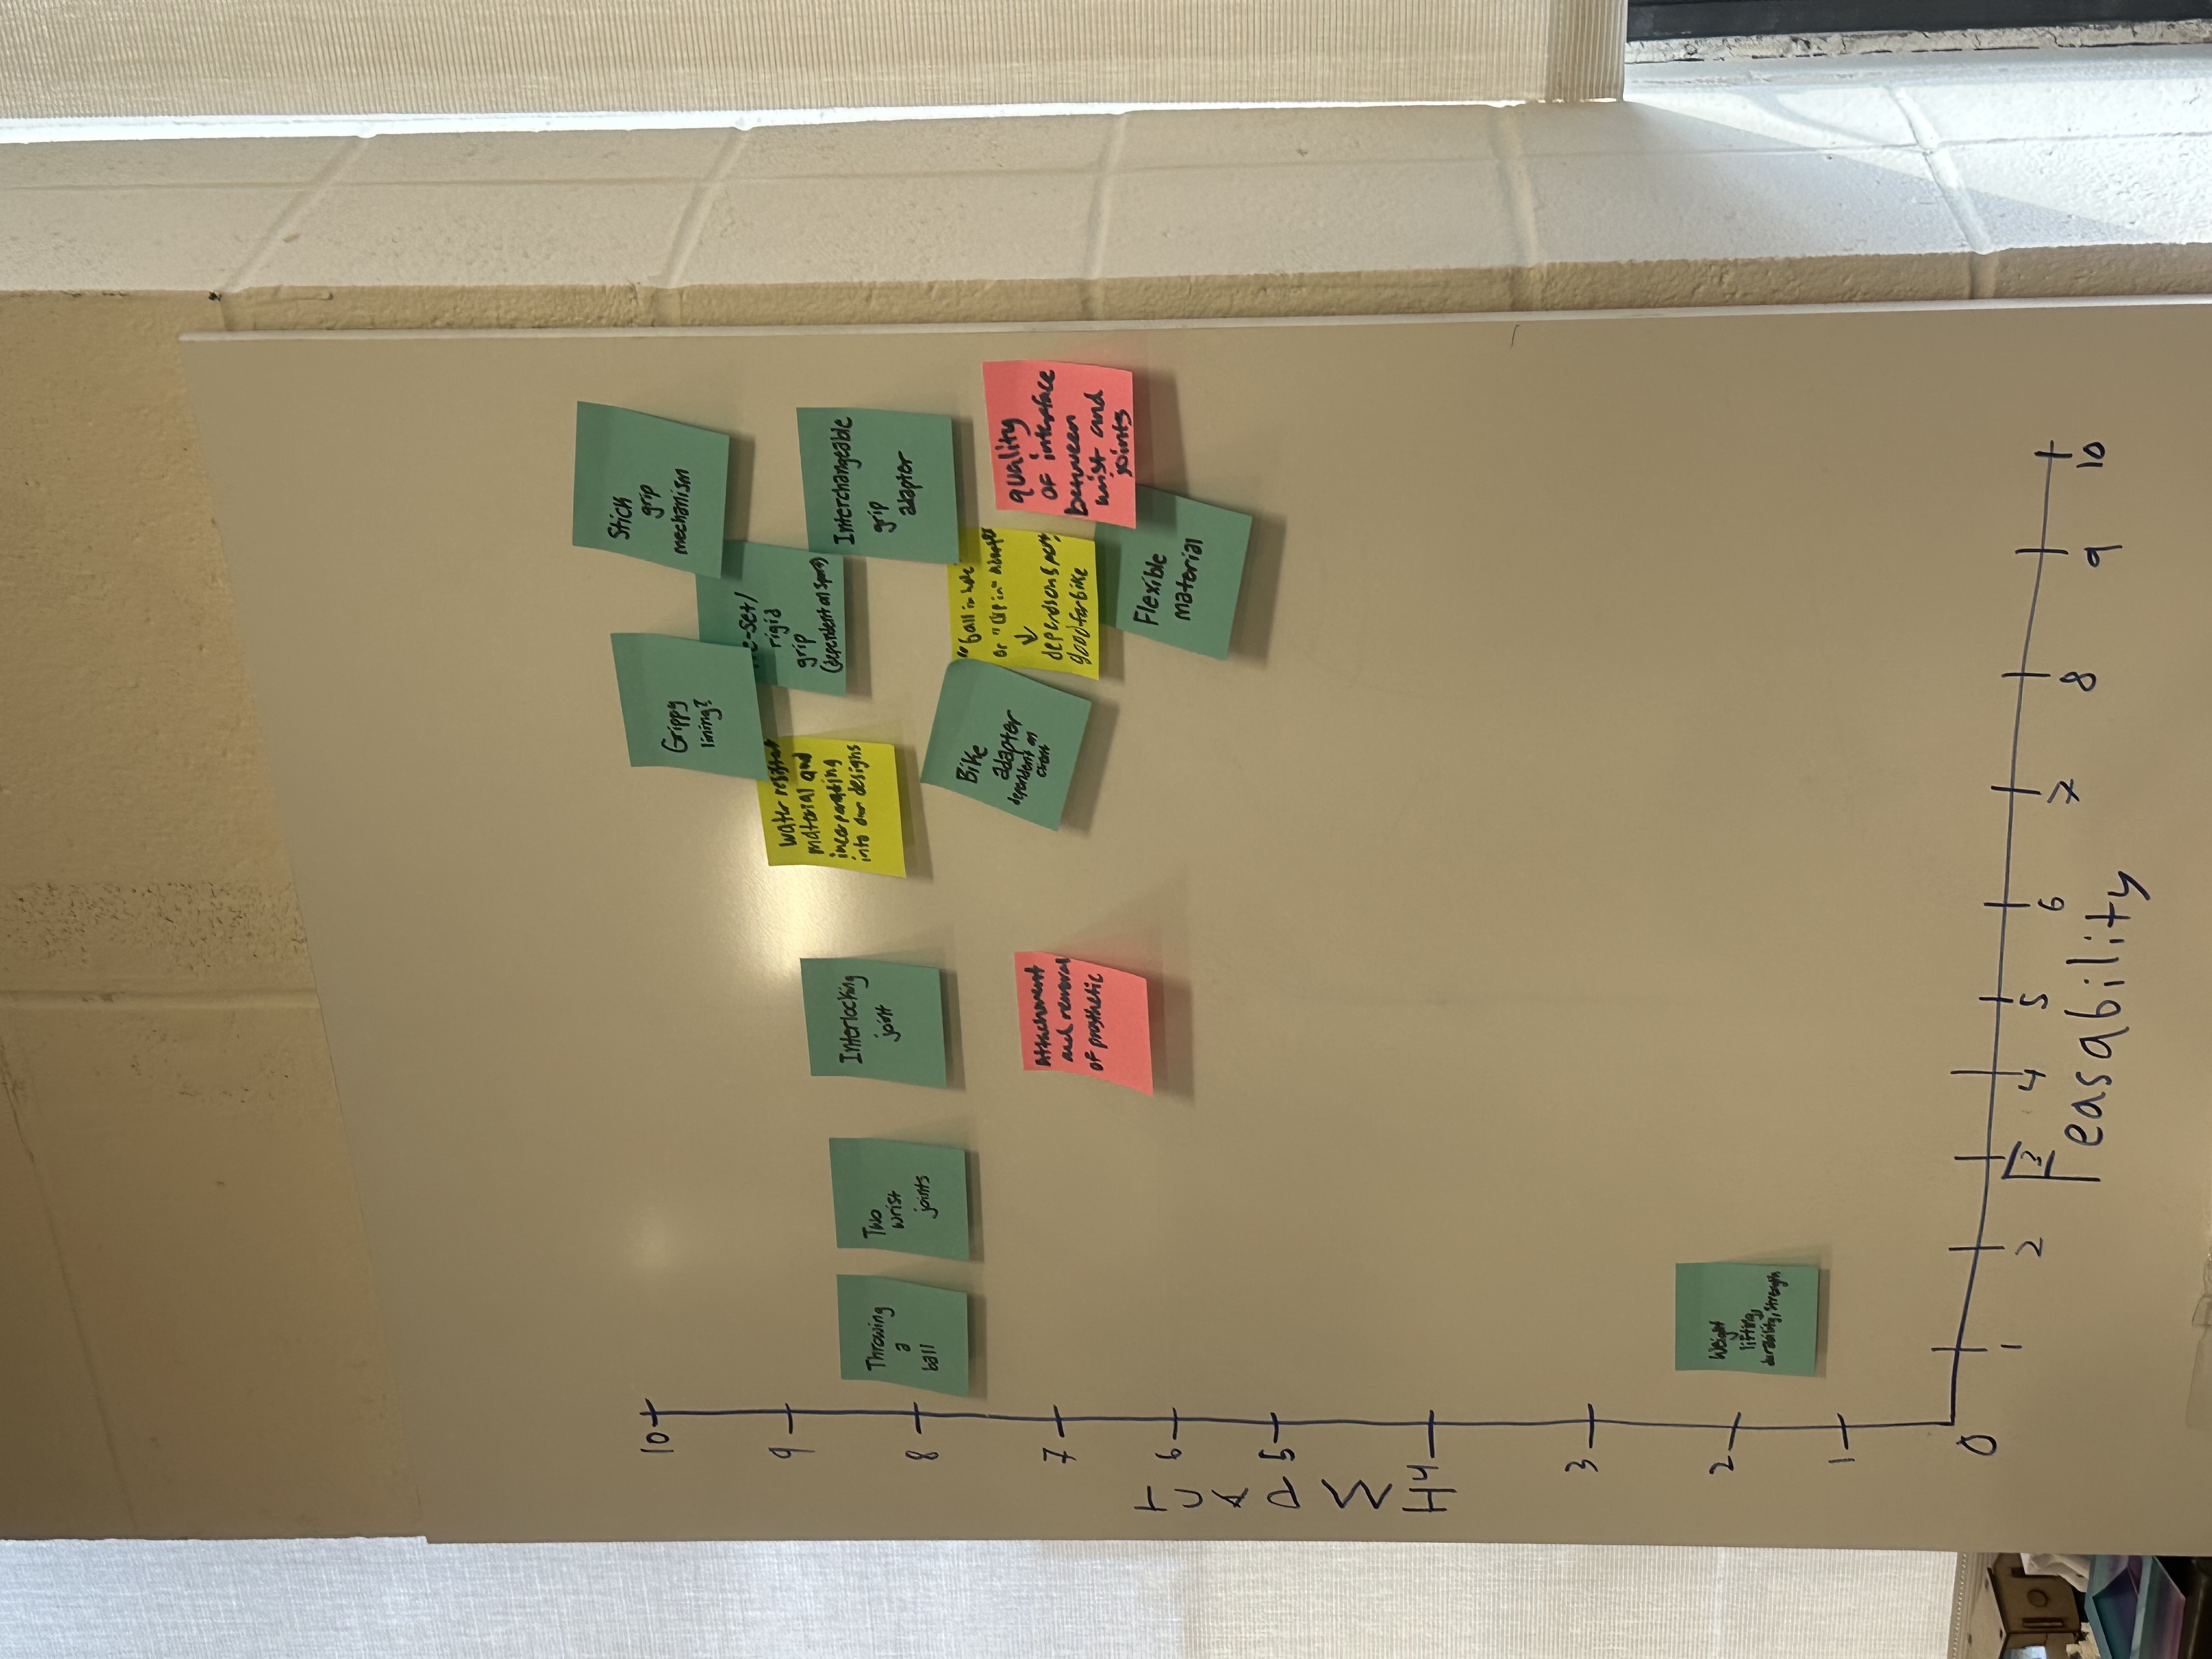 Stick
grip
mechanism
Grippy
lining?
e-set/
rigid
grip
(dependent on sport)
Water resistant
material and
incorporating
into our designs
Interchangeable
grip
adapter
Interlocking
joint
Two
wrist
joints
Throwing
a
ball
Bike
adapter
dependent on
client
"ball in hole"
or "clip in" adapter
↓
depends on sport
good for bike
quality
of interface
between
wrist and
joints
Attachment
and removal
of prosthetic
Flexible
material
Weight
lifting,
durability, strength
IMPACT
10
9
8
7
6
5
4
3
2
1
0
1 2 3 4 5 6 7 8 9 10
Feasability